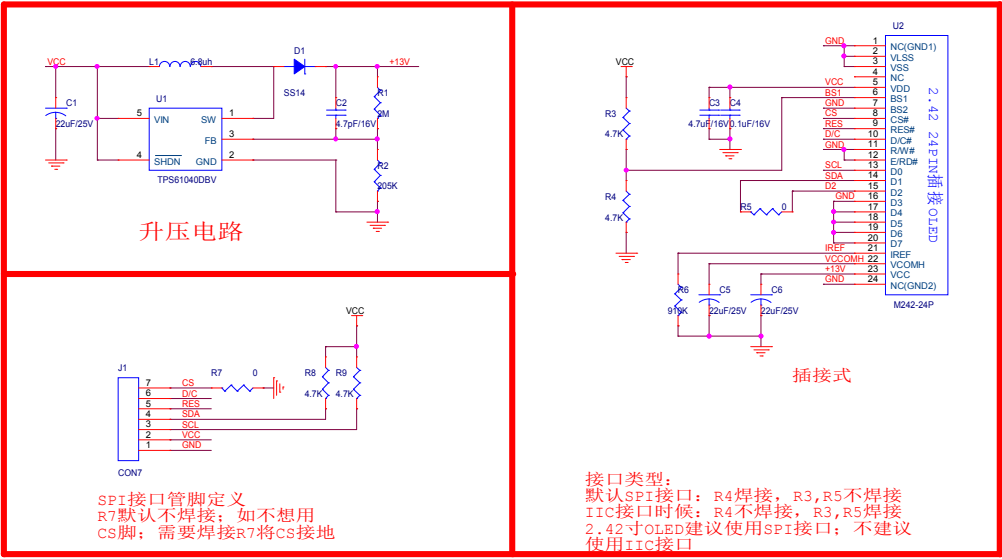 VCC
L1
6.8uh
D1
+13V
SS14
C1
22uF/25V
U1
5 VIN
SW 1
FB 3
4 SHDN
GND 2
TPS61040DBV
C2
4.7pF/16V
R1
2M
R2
205K
升压电路
VCC
J1
7 CS
6 D/C
5 RES
4 SDA
3 SCL
2 VCC
1 GND
CON7
R7 0
R8
4.7K
R9
4.7K
SPI接口管脚定义
R7默认不焊接; 如不想用
CS脚; 需要焊接R7将CS接地
U2
GND 1 NC(GND1)
2 VLSS
3 VSS
4 NC
VCC 5 VDD
BS1 6 BS1
GND 7 BS2
CS 8 CS#
RES 9 RES#
D/C 10 D/C#
GND 11 R/W#
12 E/RD#
SCL 13 D0
SDA 14 D1
D2 15 D2
GND 16 D3
17 D4
18 D5
19 D6
20 D7
IREF 21 IREF
VCCOMH 22 VCOMH
+13V 23 VCC
GND 24 NC(GND2)
2.42 24PIN插接OLED
M242-24P
VCC
R3
4.7K
R4
4.7K
C3
4.7uF/16V
C4
0.1uF/16V
R5 0
R6
910K
C5
22uF/25V
C6
22uF/25V
插接式
接口类型:
默认SPI接口: R4焊接, R3,R5不焊接
IIC接口时候: R4不焊接, R3,R5焊接
2.42寸OLED建议使用SPI接口; 不建议
使用IIC接口